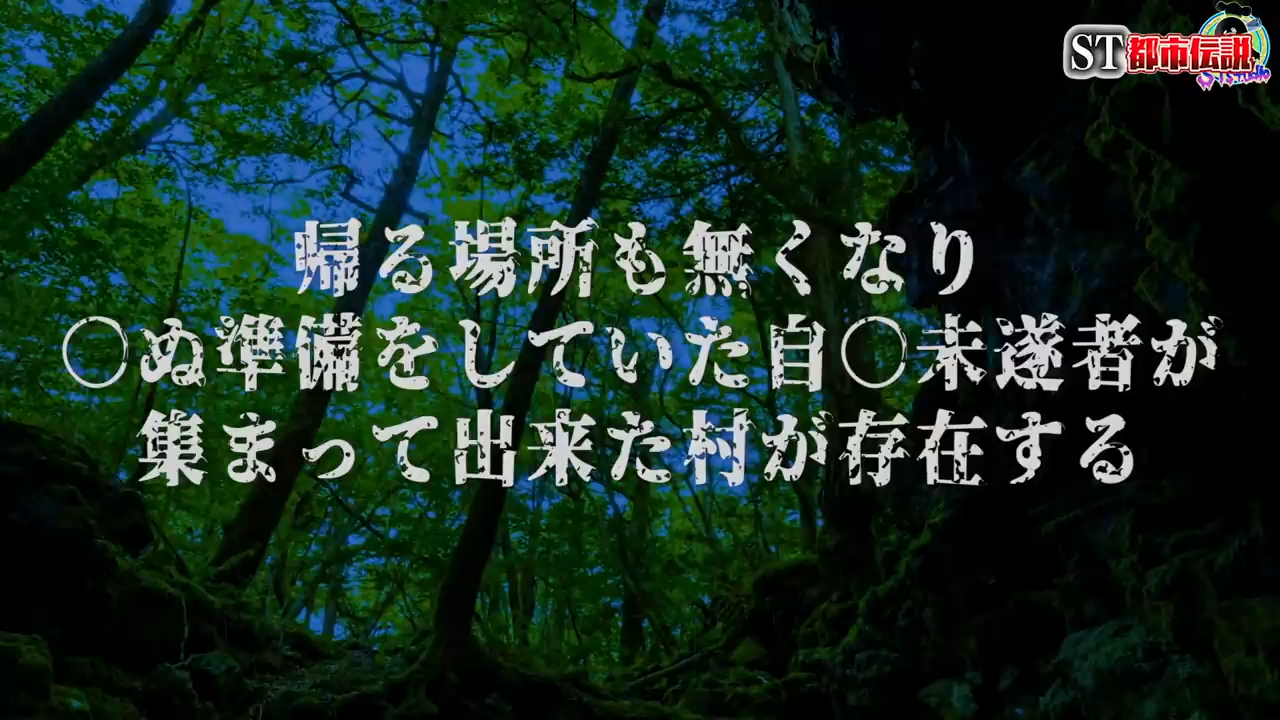 ST都市伝説
帰る場所も無くなり
〇ぬ準備をしていた自〇未遂者が
集まって出来た村が存在する